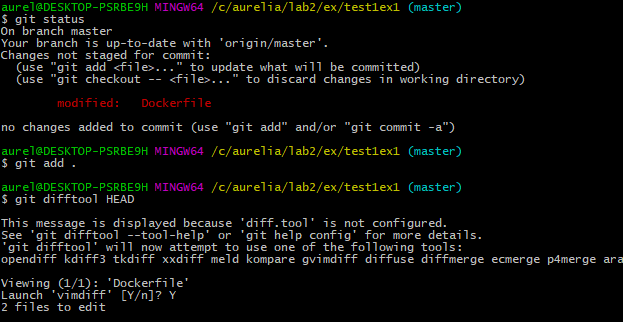 aurel@DESKTOP-PSRBE9H MINGW64 /c/aurelia/lab2/ex/test1ex1 (master)
$ git status
On branch master
Your branch is up-to-date with 'origin/master'.
Changes not staged for commit:
  (use "git add <file>..." to update what will be committed)
  (use "git checkout -- <file>..." to discard changes in working directory)
        modified:   Dockerfile
no changes added to commit (use "git add" and/or "git commit -a")
aurel@DESKTOP-PSRBE9H MINGW64 /c/aurelia/lab2/ex/test1ex1 (master)
$ git add .
aurel@DESKTOP-PSRBE9H MINGW64 /c/aurelia/lab2/ex/test1ex1 (master)
$ git difftool HEAD
This message is displayed because 'diff.tool' is not configured.
See 'git difftool --tool-help' or 'git help config' for more details.
'git difftool' will now attempt to use one of the following tools:
opendiff kdiff3 tkdiff xxdiff meld kompare gvimdiff diffuse diffmerge ecmerge p4merge ara
Viewing (1/1): 'Dockerfile'
Launch 'vimdiff' [Y/n]? Y
2 files to edit